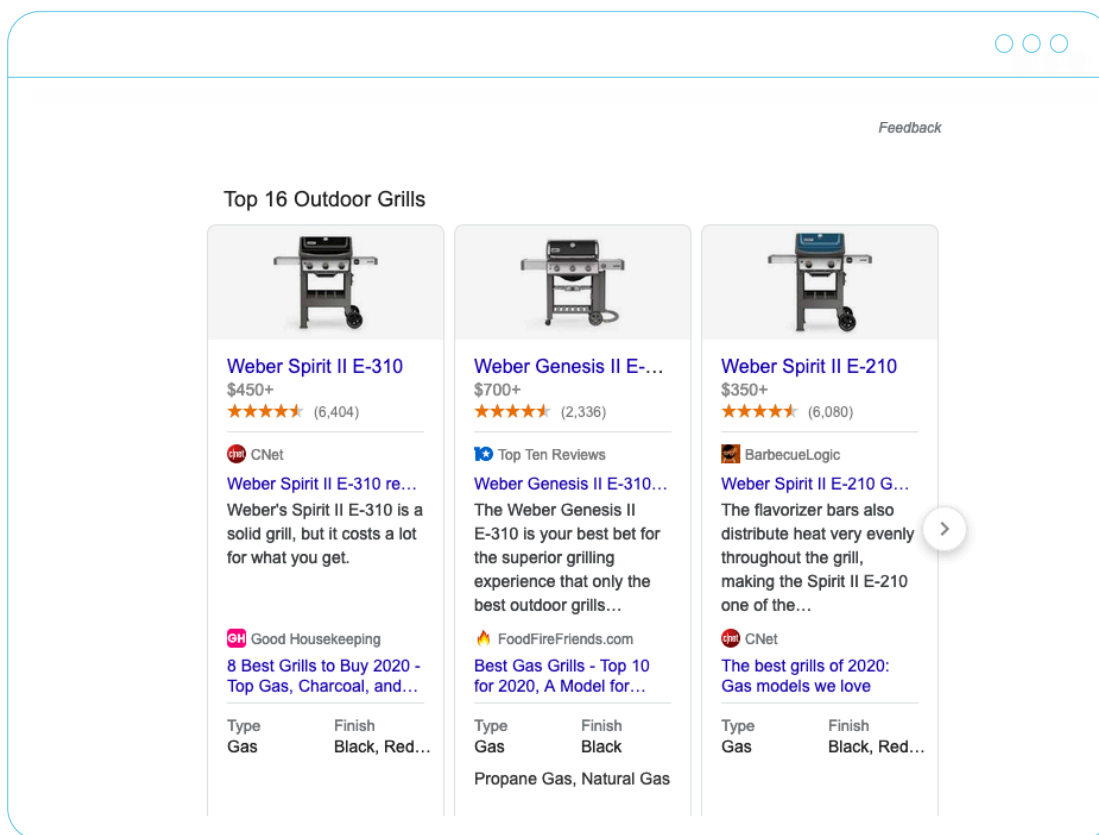 Feedback
Top 16 Outdoor Grills
Weber Spirit II E-310
$450+
(6,404)
c|net CNet
Weber Spirit II E-310 re...
Weber's Spirit II E-310 is a
solid grill, but it costs a lot
for what you get.
GH Good Housekeeping
8 Best Grills to Buy 2020 -
Top Gas, Charcoal, and...
Type Finish
Gas Black, Red...
Weber Genesis II E-...
$700+
(2,336)
10 Top Ten Reviews
Weber Genesis II E-310...
The Weber Genesis II
E-310 is your best bet for
the superior grilling
experience that only the
best outdoor grills...
FoodFireFriends.com
Best Gas Grills - Top 10
for 2020, A Model for...
Type Finish
Gas Black
Propane Gas, Natural Gas
Weber Spirit II E-210
$350+
(6,080)
BarbecueLogic
Weber Spirit II E-210 G...
The flavorizer bars also
distribute heat very evenly
throughout the grill,
making the Spirit II E-210
one of the...
c|net CNet
The best grills of 2020:
Gas models we love
Type Finish
Gas Black, Red...